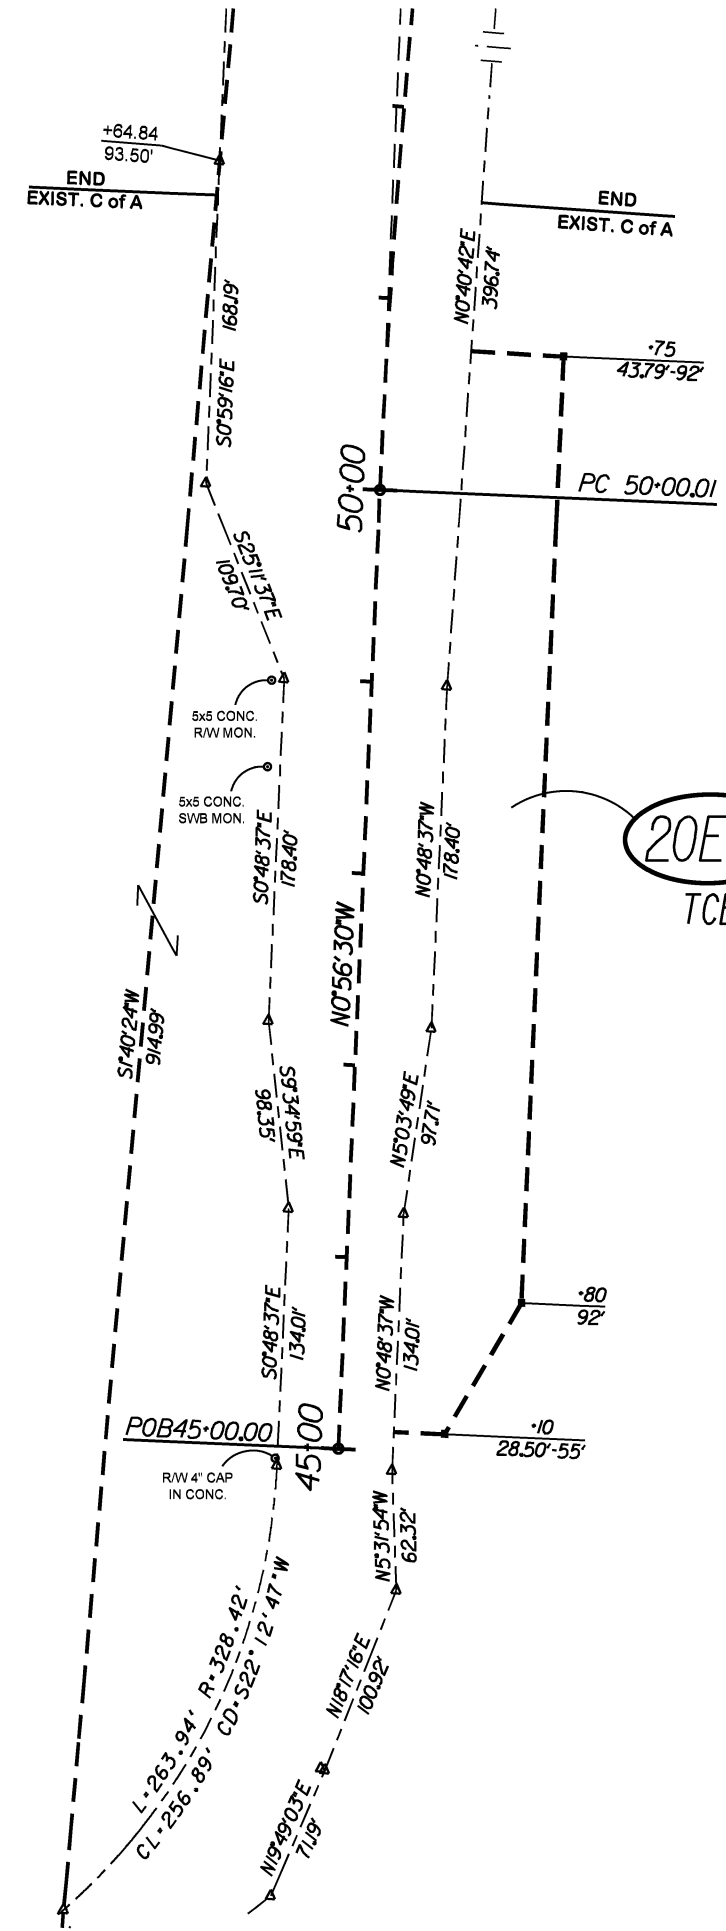 +64.84
93.50'
END
EXIST. C of A
END
EXIST. C of A
N0°40'42"E
396.74'
S0°59'16"E 168.19'
+75
43.79'-92'
50+00
PC 50+00.01
S25°11'37"E
109.70'
5x5 CONC.
R/W MON.
5x5 CONC.
SWB MON.
S0°48'37"E
178.40'
N0°48'37"W
178.40'
20E
N0°56'30"W
S1°40'24"W
914.99'
S9°34'59"E
98.35'
N5°03'49"E
97.71'
S0°48'37"E
134.01'
N0°48'37"W
134.01'
+80
92'
+10
28.50'-55'
POB45+00.00
45+00
R/W 4" CAP
IN CONC.
N5°31'54"W
62.32'
L=263.94' R=328.42'
CL=256.89' CD=S22°12'47"W
N18°17'16"E
100.92'
N19°49'03"E
71.19'